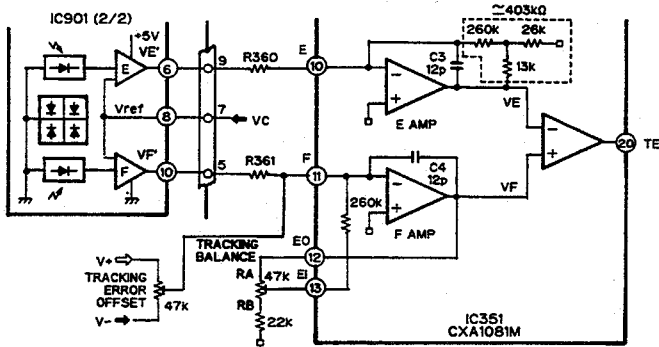 IC901 (2/2)
+5V
VE'
E
6
Vref
8
VF'
F
10
9
7
VC
5
R360
R361
E
10
F
11
≃403kΩ
260k
26k
13k
C3
12p
VE
E AMP
C4
12p
VF
F AMP
260k
20
TE
TRACKING
BALANCE
EO
12
EI
13
RA
47k
RB
22k
V+
TRACKING
ERROR
OFFSET
47k
V-
IC351
CXA1081M